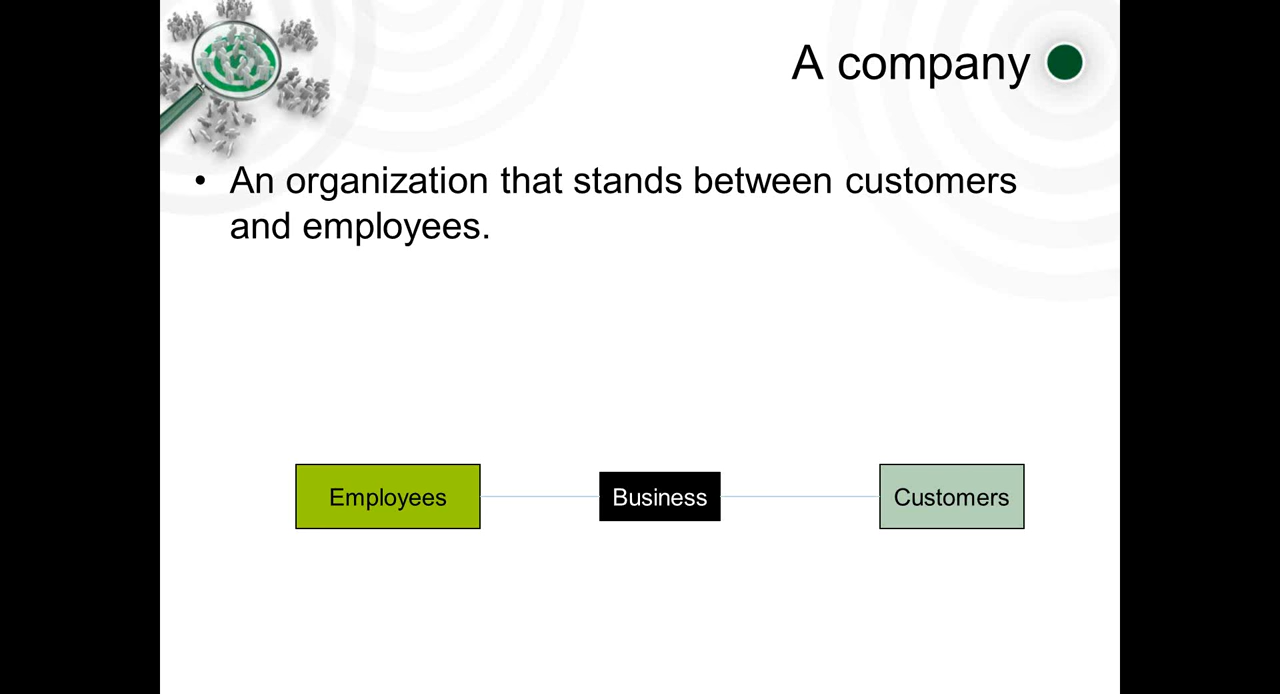 A company
• An organization that stands between customers
and employees.
Employees
Business
Customers